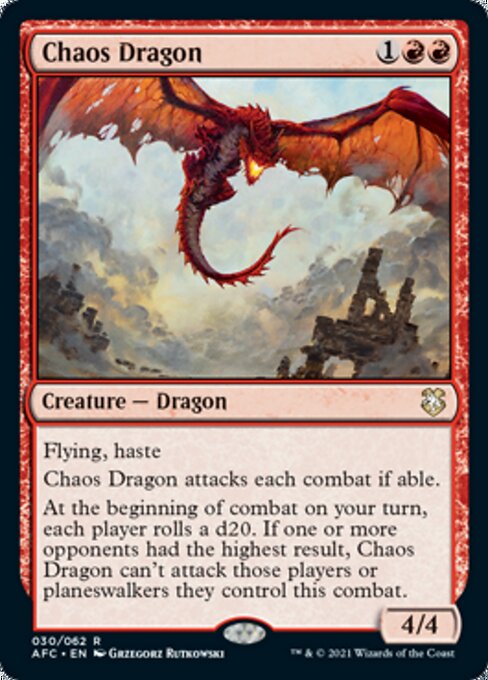 Chaos Dragon 1
Creature — Dragon
Flying, haste
Chaos Dragon attacks each combat if able.
At the beginning of combat on your turn,
each player rolls a d20. If one or more
opponents had the highest result, Chaos
Dragon can't attack those players or
planeswalkers they control this combat.
4/4
030/062 R
AFC • EN Grzegorz Rutkowski
™ & © 2021 Wizards of the Coast